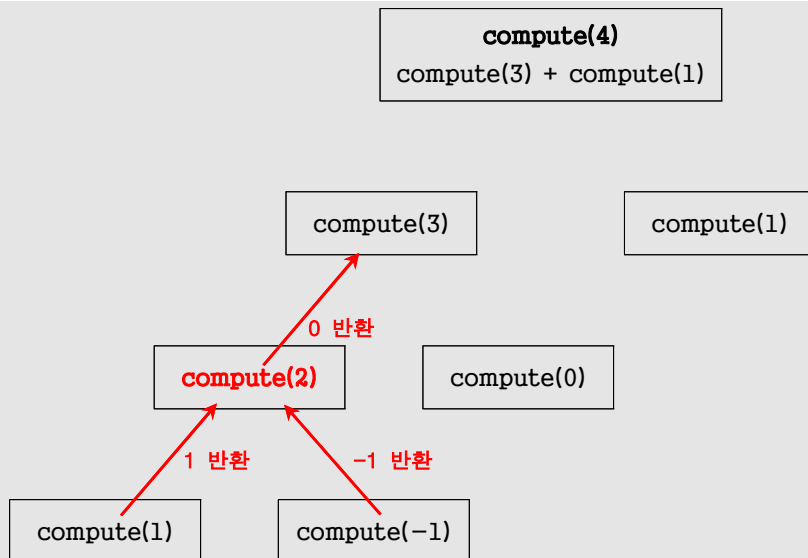 compute(4)
compute(3) + compute(1)
compute(3)
compute(1)
0 반환
compute(2)
compute(0)
1 반환
-1 반환
compute(1)
compute(-1)